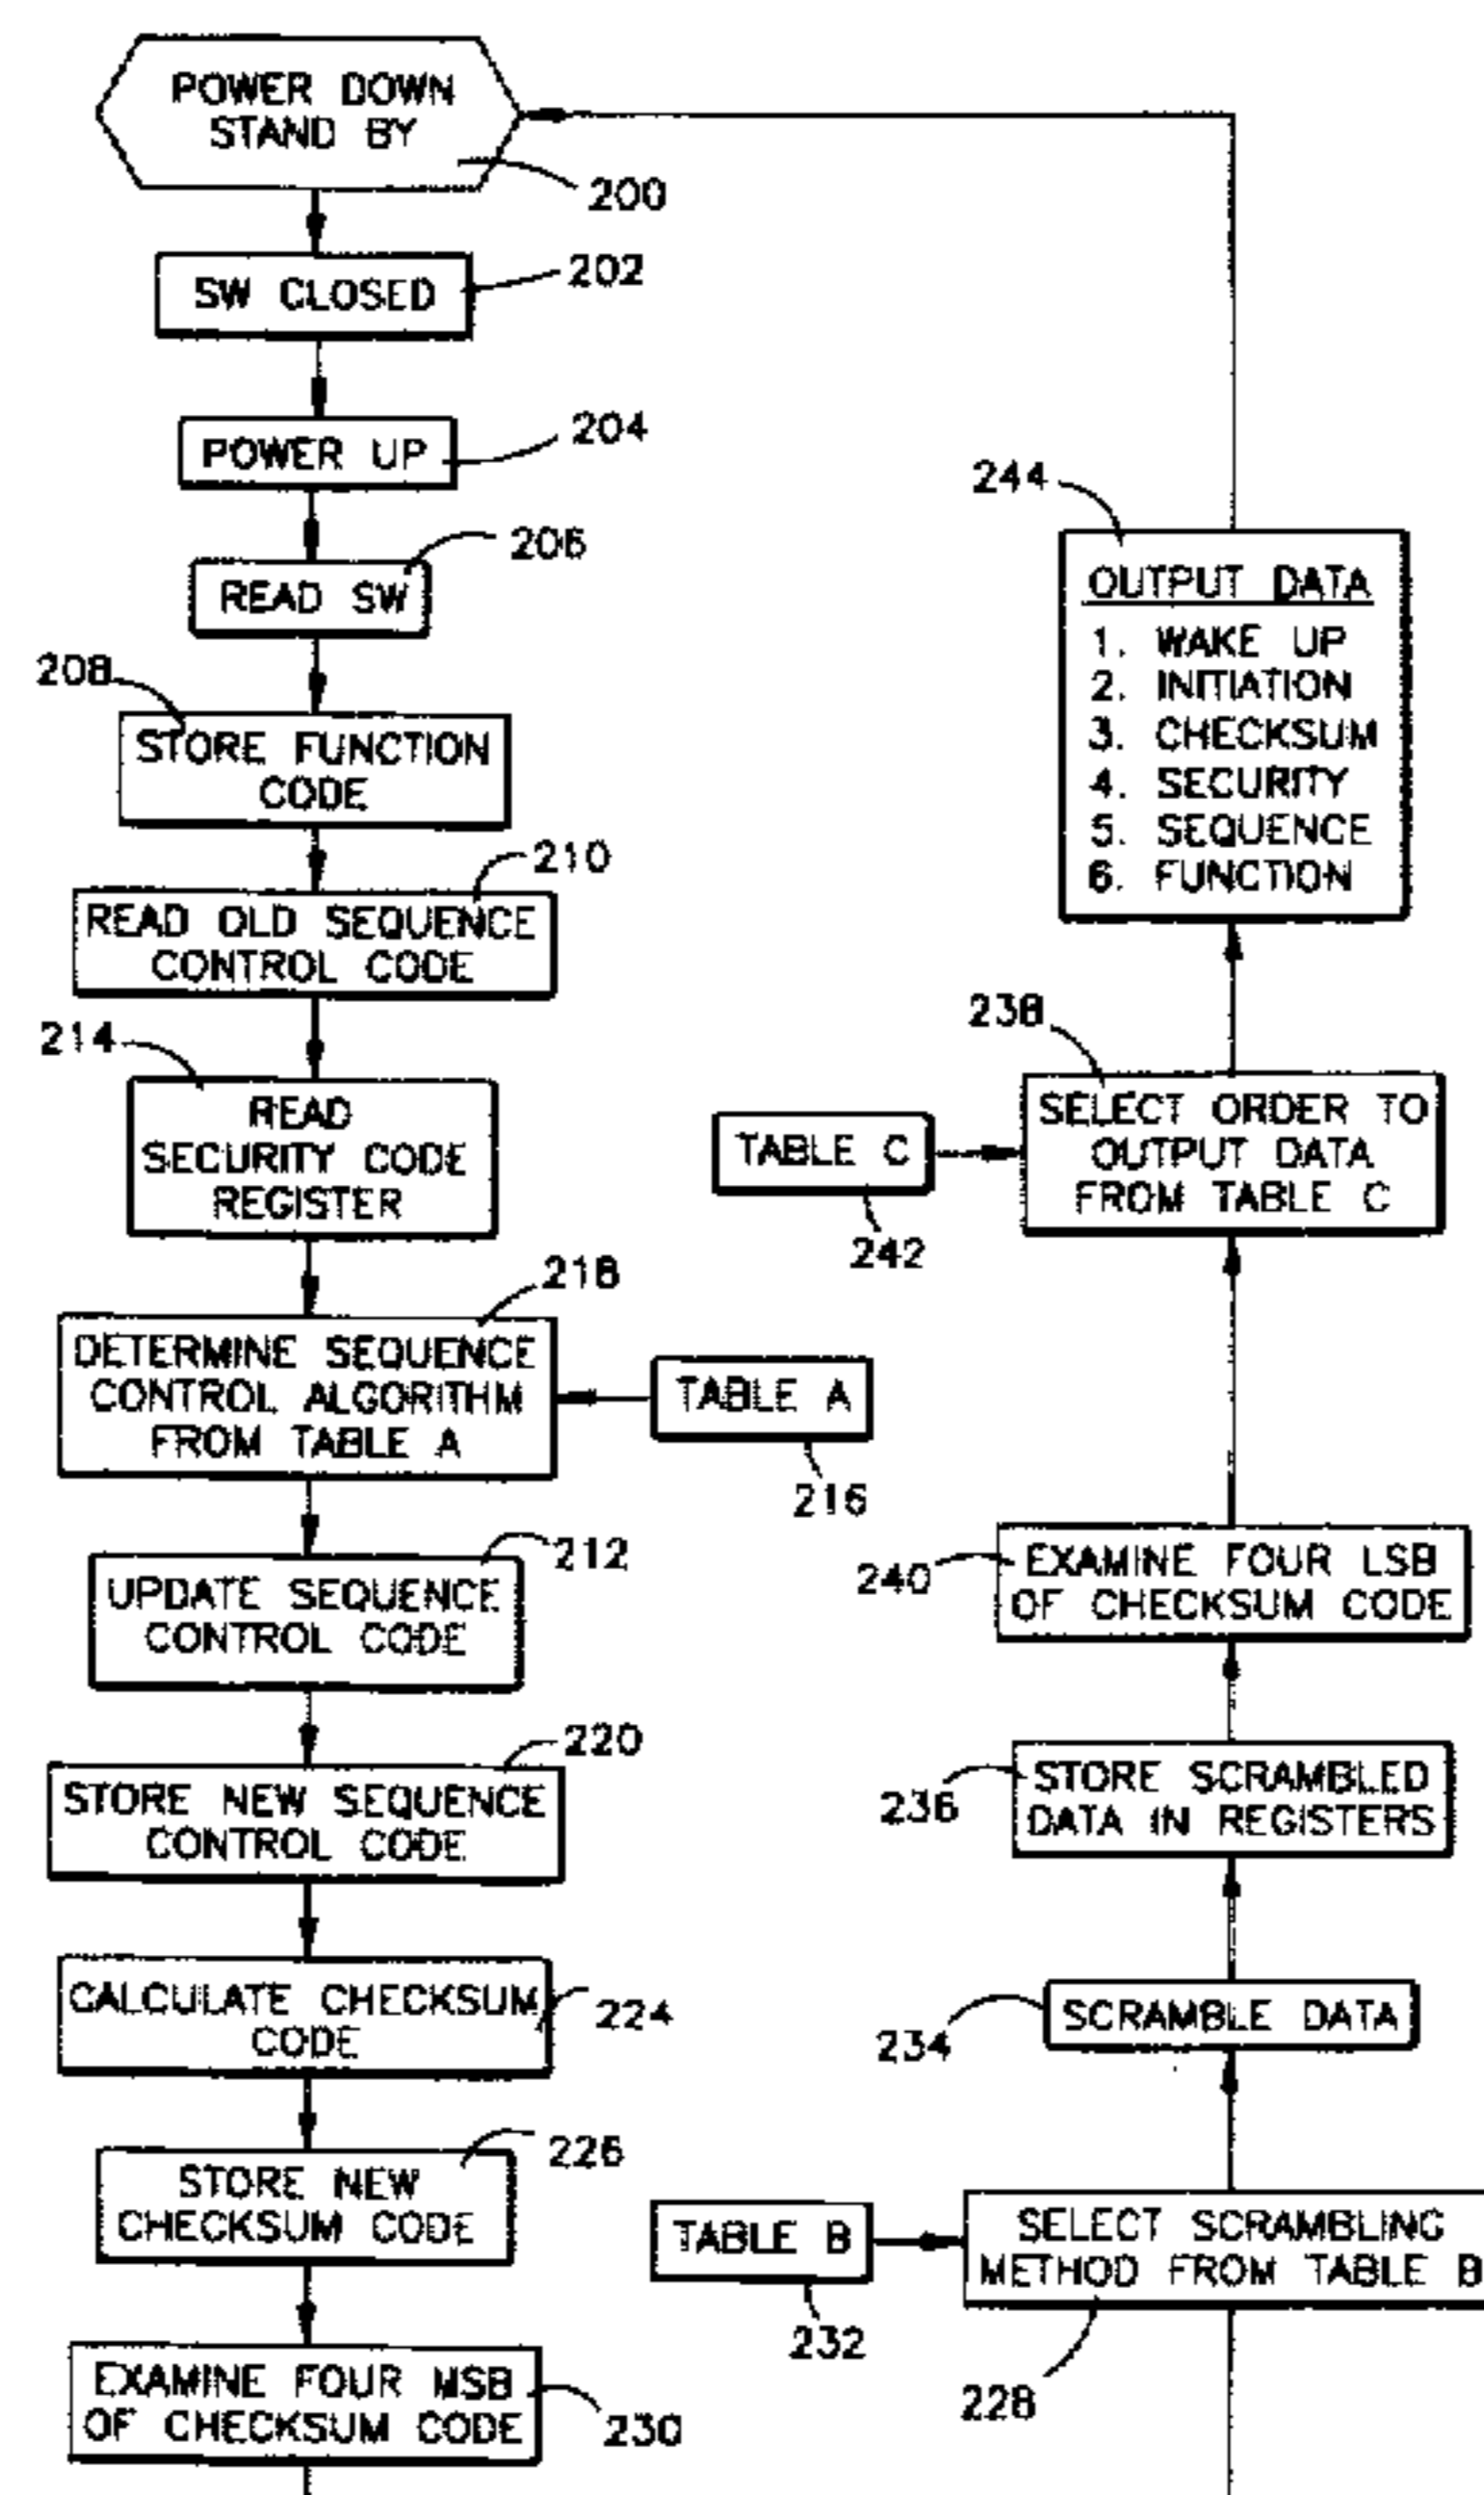 POWER DOWN
STAND BY
200
SW CLOSED
202
POWER UP
204
READ SW
206
208
STORE FUNCTION
CODE
210
READ OLD SEQUENCE
CONTROL CODE
214
READ
SECURITY CODE
REGISTER
218
DETERMINE SEQUENCE
CONTROL ALGORITHM
FROM TABLE A
TABLE A
216
212
UPDATE SEQUENCE
CONTROL CODE
220
STORE NEW SEQUENCE
CONTROL CODE
CALCULATE CHECKSUM
CODE
224
226
STORE NEW
CHECKSUM CODE
EXAMINE FOUR MSB
OF CHECKSUM CODE
230
TABLE B
232
SELECT SCRAMBLING
METHOD FROM TABLE B
228
SCRAMBLE DATA
234
STORE SCRAMBLED
DATA IN REGISTERS
236
EXAMINE FOUR LSB
OF CHECKSUM CODE
240
238
SELECT ORDER TO
OUTPUT DATA
FROM TABLE C
TABLE C
242
244
OUTPUT DATA
1. WAKE UP
2. INITIATION
3. CHECKSUM
4. SECURITY
5. SEQUENCE
6. FUNCTION